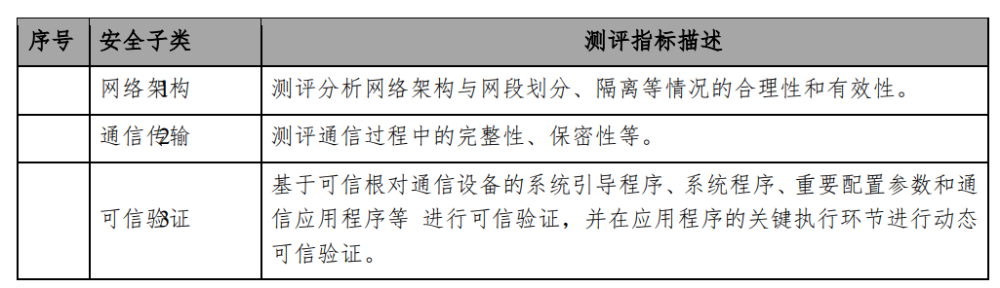 序号 安全子类 测评指标描述
1 网络架构 测评分析网络架构与网段划分、隔离等情况的合理性和有效性。
2 通信传输 测评通信过程中的完整性、保密性等。
3 可信验证 基于可信根对通信设备的系统引导程序、系统程序、重要配置参数和通
信应用程序等 进行可信验证，并在应用程序的关键执行环节进行动态
可信验证。